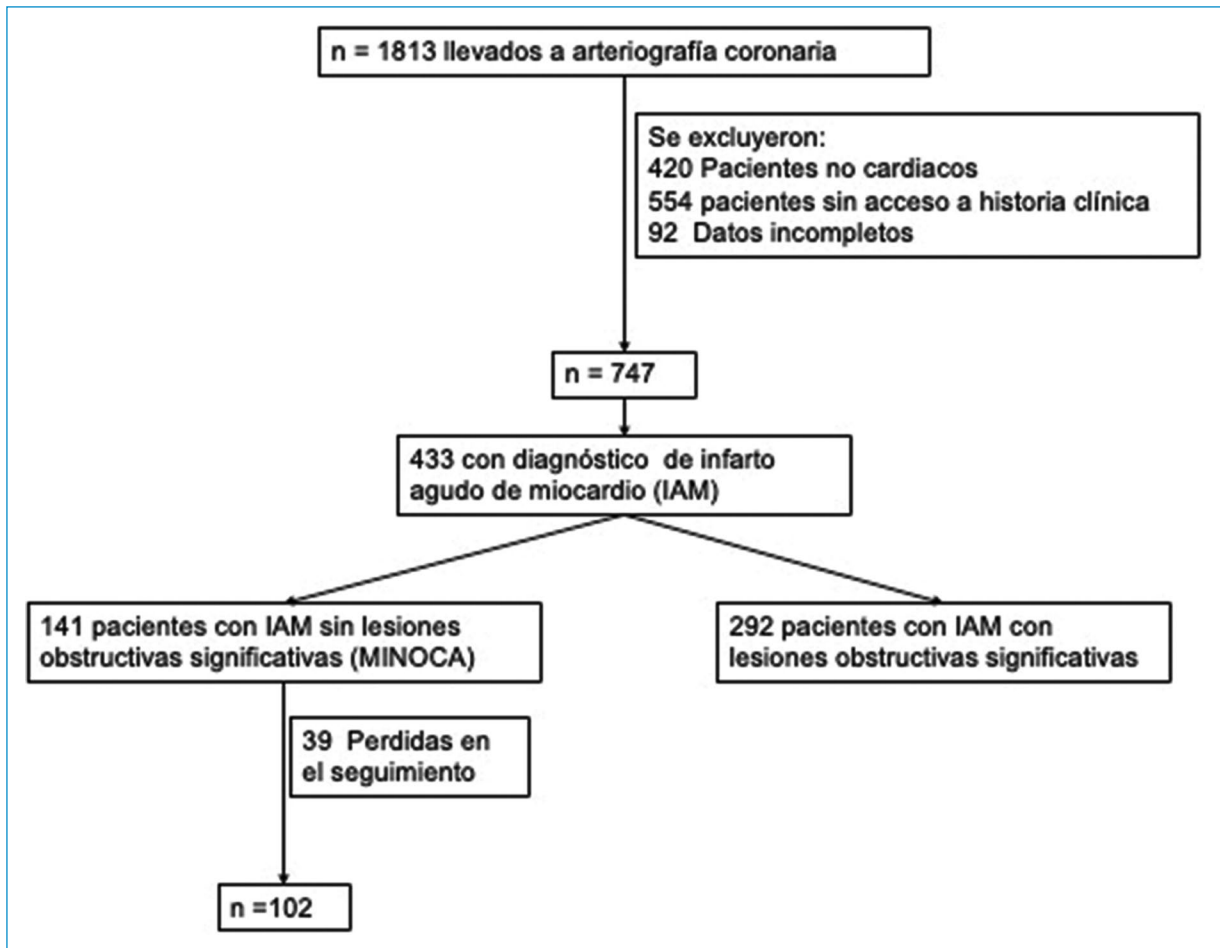 n = 1813 llevados a arteriografía coronaria
Se excluyeron:
420 Pacientes no cardiacos
554 pacientes sin acceso a historia clínica
92 Datos incompletos
n = 747
433 con diagnóstico de infarto
agudo de miocardio (IAM)
141 pacientes con IAM sin lesiones
obstructivas significativas (MINOCA)
292 pacientes con IAM con
lesiones obstructivas significativas
39 Perdidas en
el seguimiento
n =102